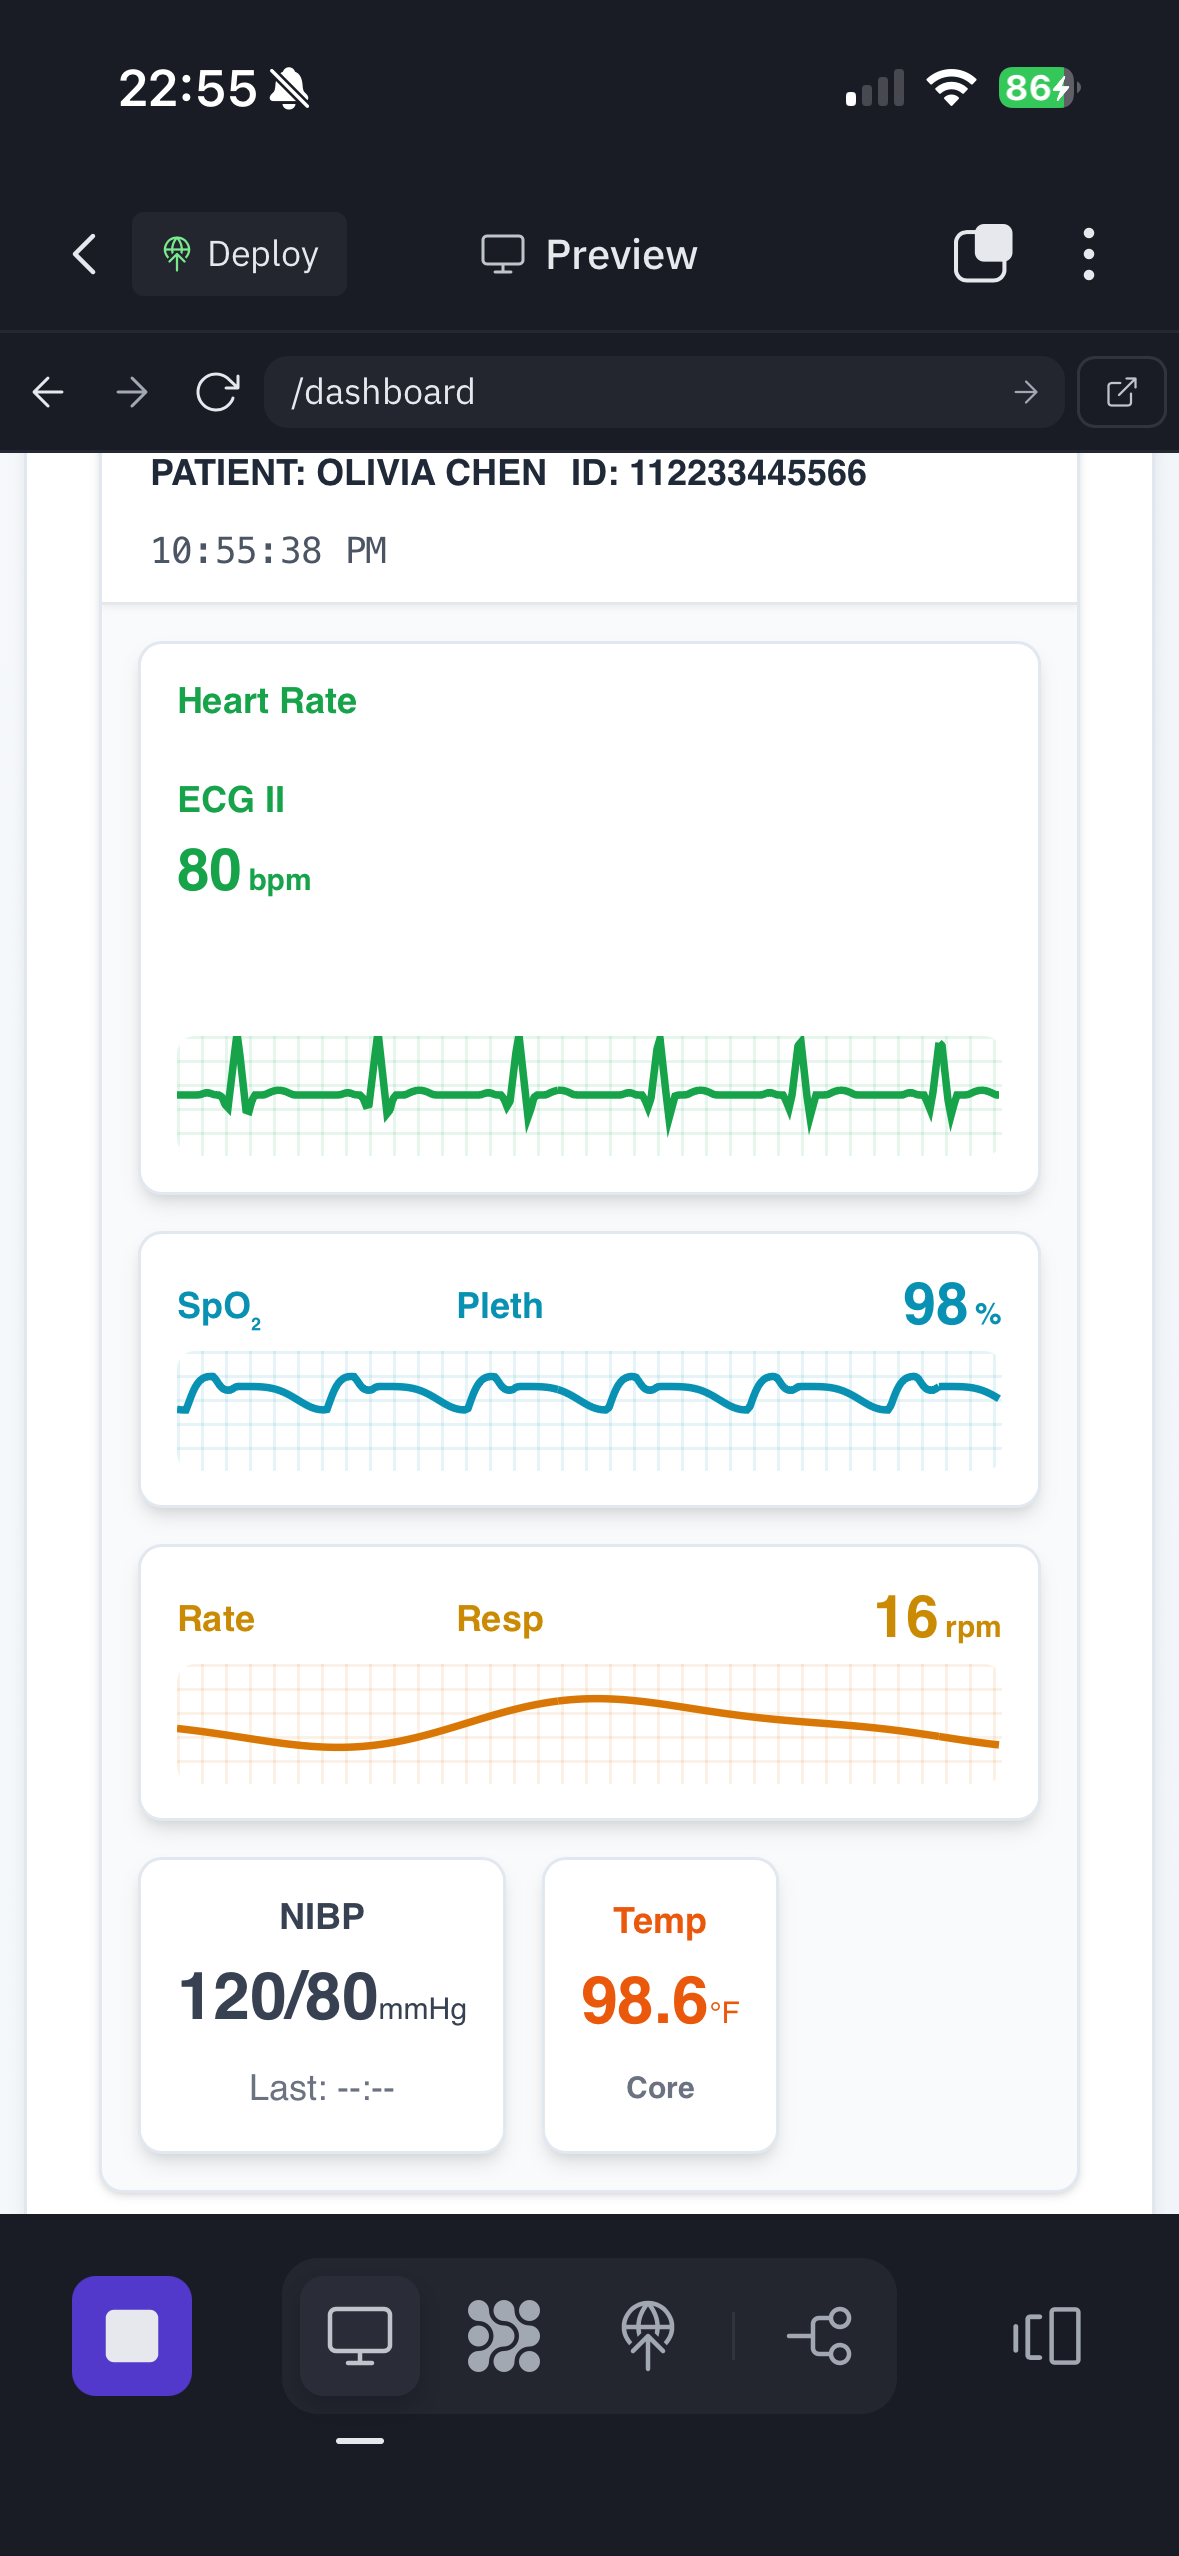 22:55
86
Deploy
Preview
/dashboard
PATIENT: OLIVIA CHEN ID: 112233445566
10:55:38 PM
Heart Rate
ECG II
80 bpm
SpO₂ Pleth 98 %
Rate Resp 16 rpm
NIBP
120/80mmHg
Last: --:--
Temp
98.6°F
Core